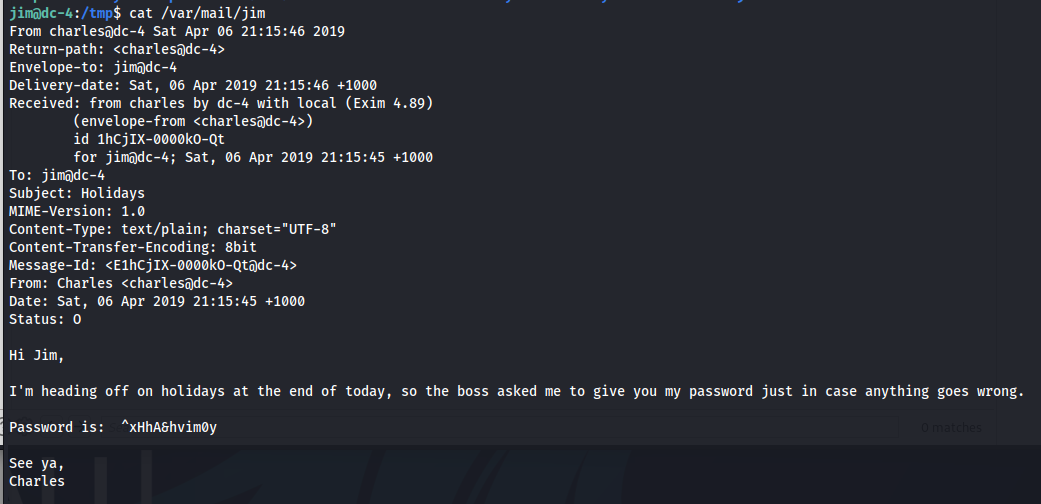 jim@dc-4:/tmp$ cat /var/mail/jim
From charles@dc-4 Sat Apr 06 21:15:46 2019
Return-path: <charles@dc-4>
Envelope-to: jim@dc-4
Delivery-date: Sat, 06 Apr 2019 21:15:46 +1000
Received: from charles by dc-4 with local (Exim 4.89)
        (envelope-from <charles@dc-4>)
        id 1hCjIX-0000kO-Qt
        for jim@dc-4; Sat, 06 Apr 2019 21:15:45 +1000
To: jim@dc-4
Subject: Holidays
MIME-Version: 1.0
Content-Type: text/plain; charset="UTF-8"
Content-Transfer-Encoding: 8bit
Message-Id: <E1hCjIX-0000kO-Qt@dc-4>
From: Charles <charles@dc-4>
Date: Sat, 06 Apr 2019 21:15:45 +1000
Status: O

Hi Jim,

I'm heading off on holidays at the end of today, so the boss asked me to give you my password just in case anything goes wrong.

Password is:  ^xHhA&hvim0y
0 matches

See ya,
Charles